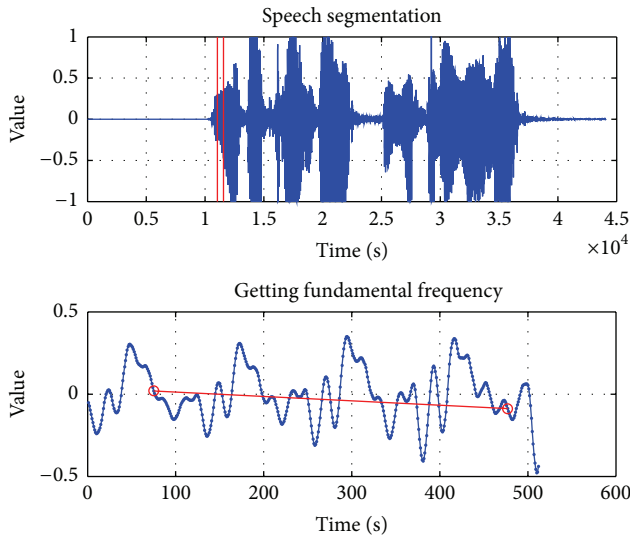 Speech segmentation
Value
1
0.5
0
−0.5
−1
0 0.5 1 1.5 2 2.5 3 3.5 4 4.5
×10⁴
Time (s)
Getting fundamental frequency
Value
0.5
0
−0.5
0 100 200 300 400 500 600
Time (s)